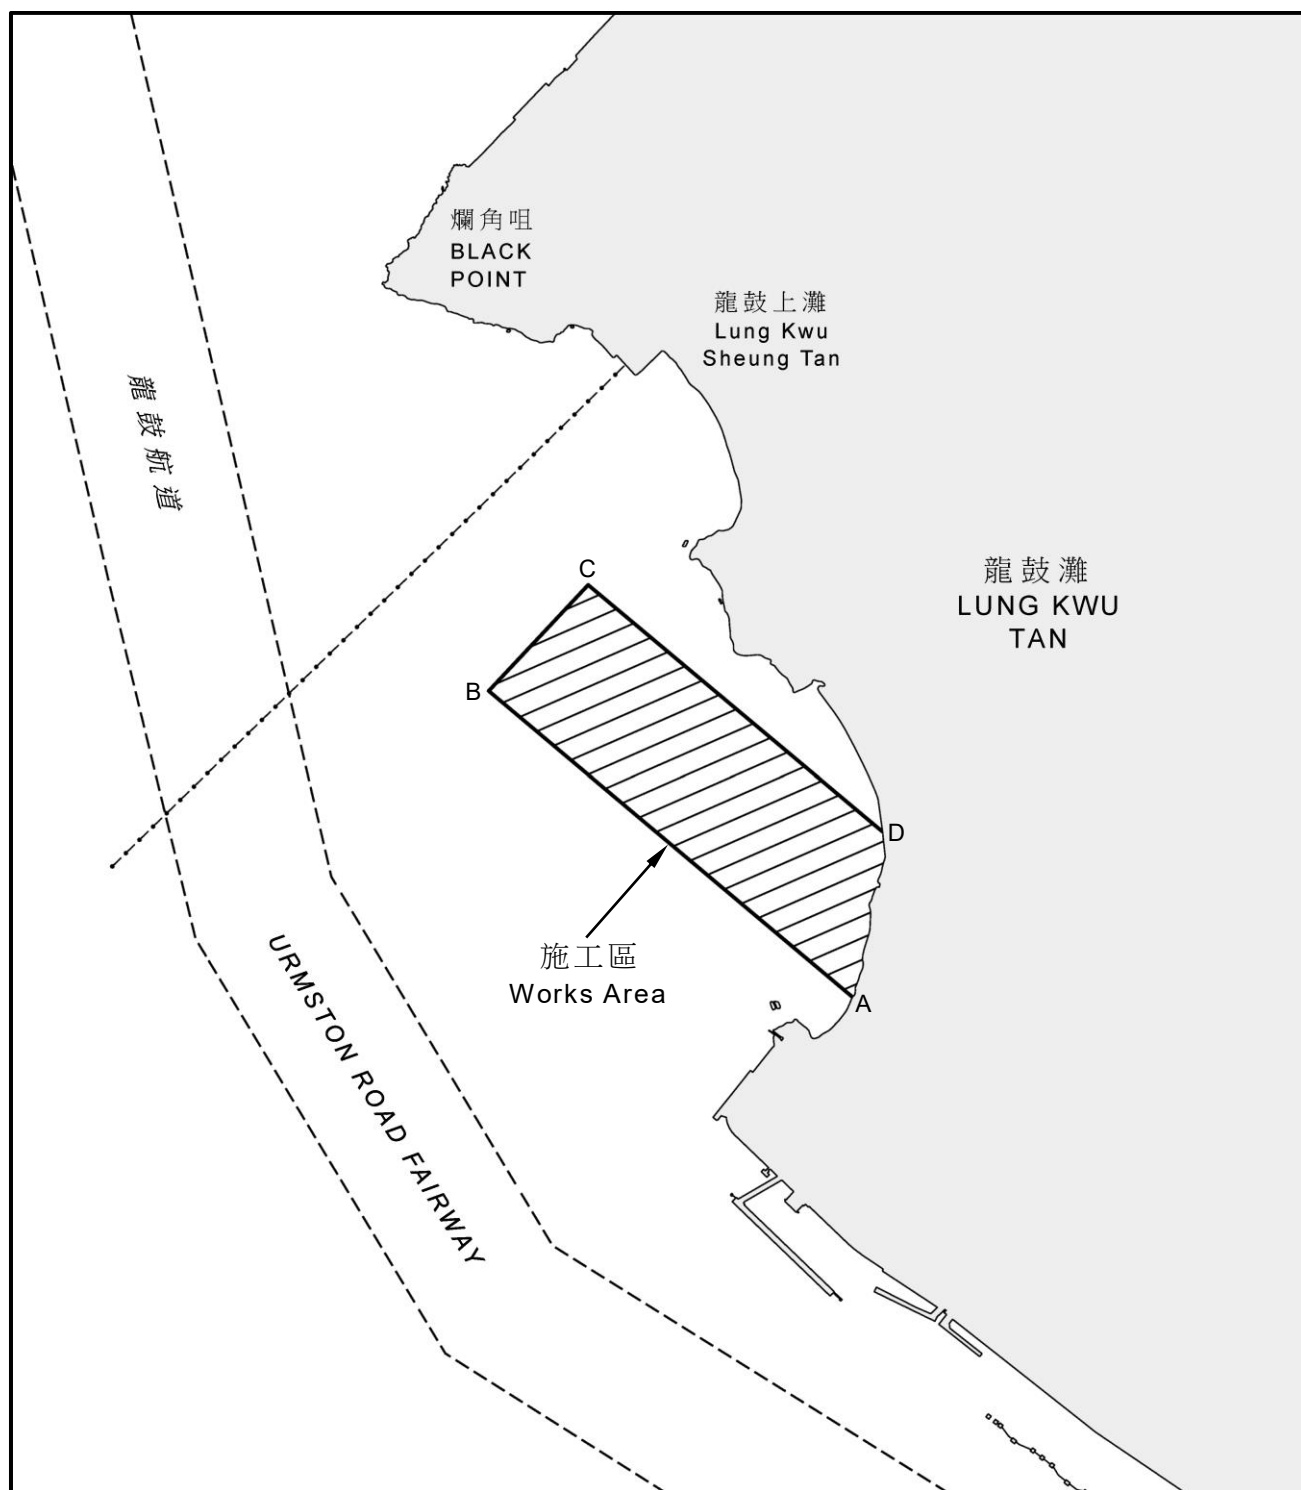 爛角咀
BLACK
POINT
龍鼓上灘
Lung Kwu
Sheung Tan
龍鼓航道
龍鼓灘
LUNG KWU
TAN
C
B
D
A
施工區
Works Area
URMSTON ROAD FAIRWAY